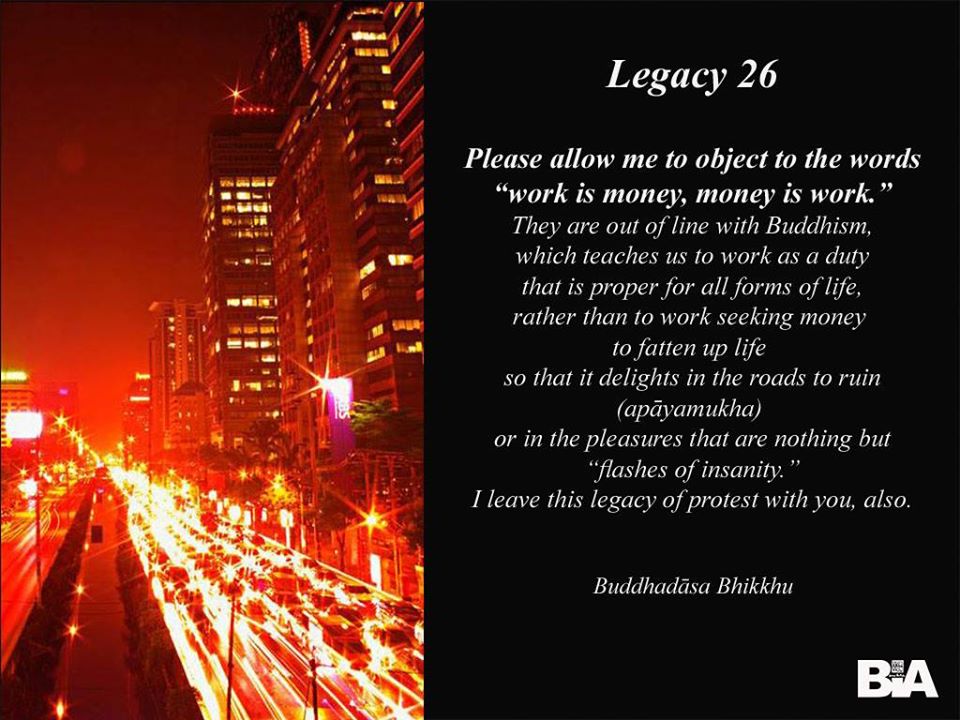 Legacy 26
Please allow me to object to the words
“work is money, money is work.”
They are out of line with Buddhism,
which teaches us to work as a duty
that is proper for all forms of life,
rather than to work seeking money
to fatten up life
so that it delights in the roads to ruin
(apāyamukha)
or in the pleasures that are nothing but
“flashes of insanity.”
I leave this legacy of protest with you, also.
Buddhadāsa Bhikkhu
BIA